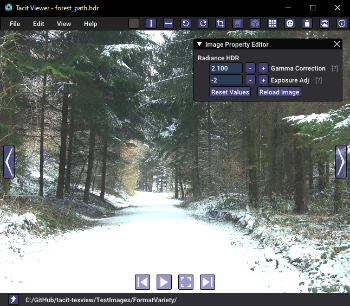 Tacit Viewer - forest_path.hdr
File Edit View Help
Image Property Editor
Radiance HDR
2.100 - + Gamma Correction [?]
-2 - + Exposure Adj [?]
Reset Values Reload Image
C:/GitHub/tacit-texview/TestImages/FormatVariety/